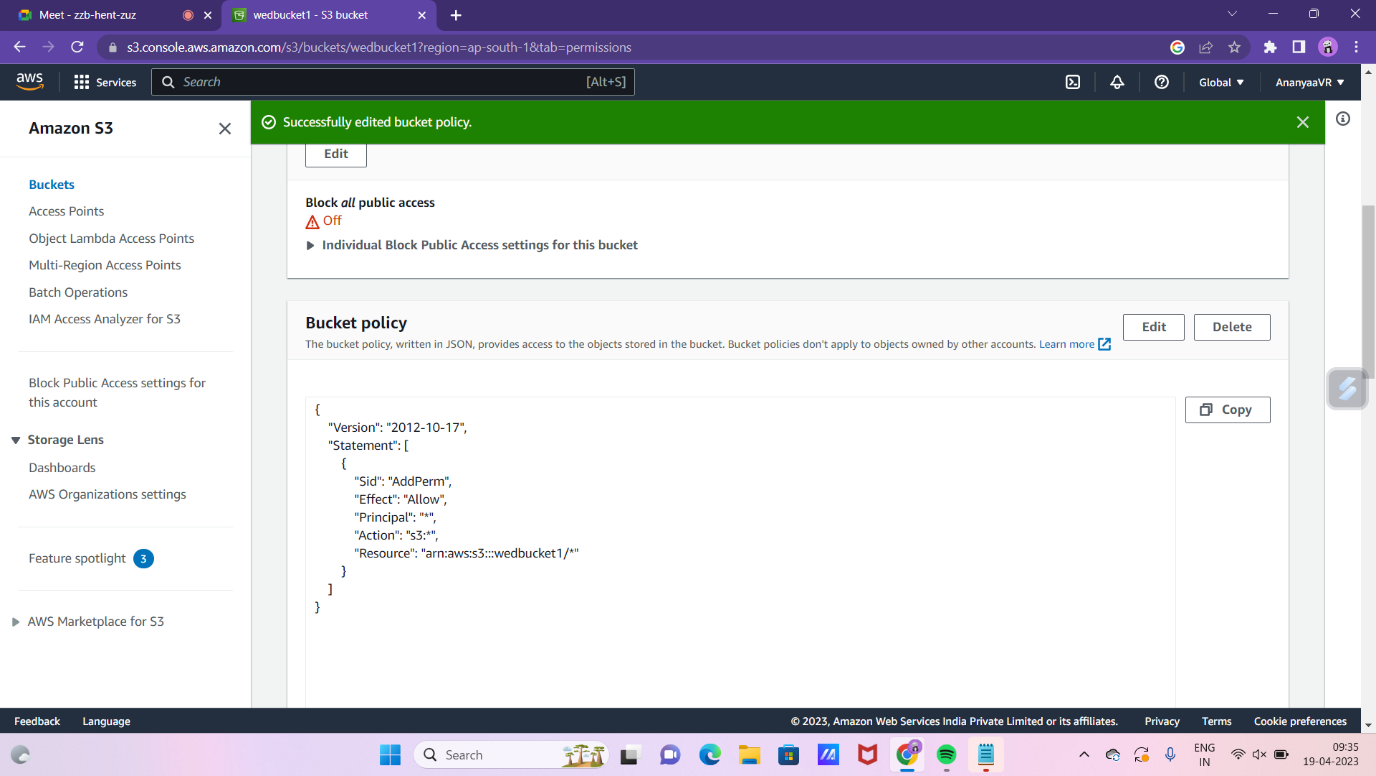 Meet - zzb-hent-zuz
wedbucket1 - S3 bucket
s3.console.aws.amazon.com/s3/buckets/wedbucket1?region=ap-south-1&tab=permissions
aws
Services
Search
[Alt+S]
Global
AnanyaaVR
Amazon S3
Buckets
Access Points
Object Lambda Access Points
Multi-Region Access Points
Batch Operations
IAM Access Analyzer for S3
Block Public Access settings for
this account
Storage Lens
Dashboards
AWS Organizations settings
Feature spotlight 3
AWS Marketplace for S3
Successfully edited bucket policy.
Edit
Block all public access
Off
Individual Block Public Access settings for this bucket
Bucket policy
Edit
Delete
The bucket policy, written in JSON, provides access to the objects stored in the bucket. Bucket policies don't apply to objects owned by other accounts. Learn more
Copy
{
"Version": "2012-10-17",
"Statement": [
{
"Sid": "AddPerm",
"Effect": "Allow",
"Principal": "*",
"Action": "s3:*",
"Resource": "arn:aws:s3:::wedbucket1/*"
}
]
}
Feedback
Language
© 2023, Amazon Web Services India Private Limited or its affiliates.
Privacy
Terms
Cookie preferences
Search
ENG
IN
09:35
19-04-2023